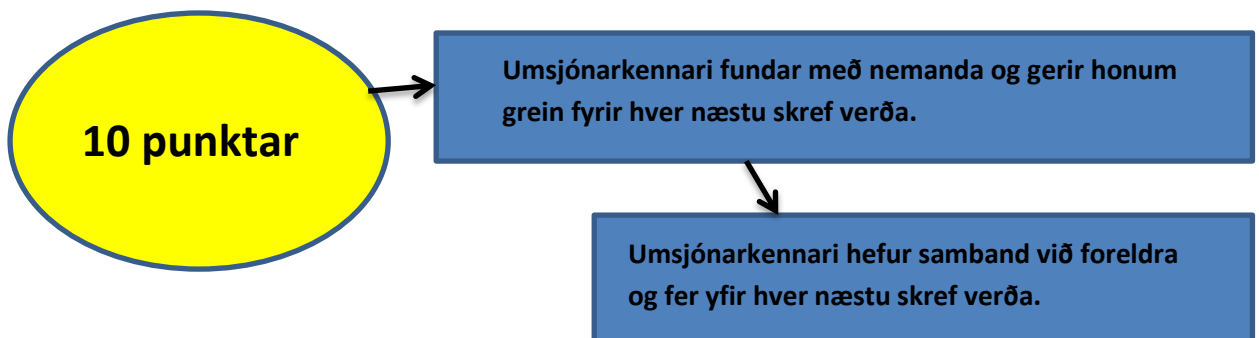 10 punktar
Umsjónarkennari fundar með nemanda og gerir honum
grein fyrir hver næstu skref verða.
Umsjónarkennari hefur samband við foreldra
og fer yfir hver næstu skref verða.